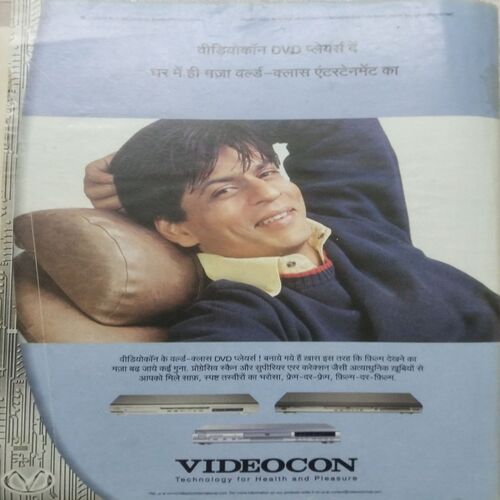 वीडियोकॉन DVD प्लेयर्स दें
घर में ही मज़ा वर्ल्ड-क्लास एंटरटेनमेंट का
वीडियोकॉन के वर्ल्ड-क्लास DVD प्लेयर्स ! बनाये गये हैं ख़ास इस तरह कि फ़िल्म देखने का
मज़ा बढ़ जाये कई गुना. प्रोग्रेसिव स्कैन और सुपीरियर एरर करेक्शन जैसी अत्याधुनिक ख़ूबियों से
आपको मिले साफ़, स्पष्ट तस्वीरों का भरोसा, फ़्रेम-दर-फ़्रेम, फ़िल्म-दर-फ़िल्म.
VIDEOCON
Technology for Health and Pleasure